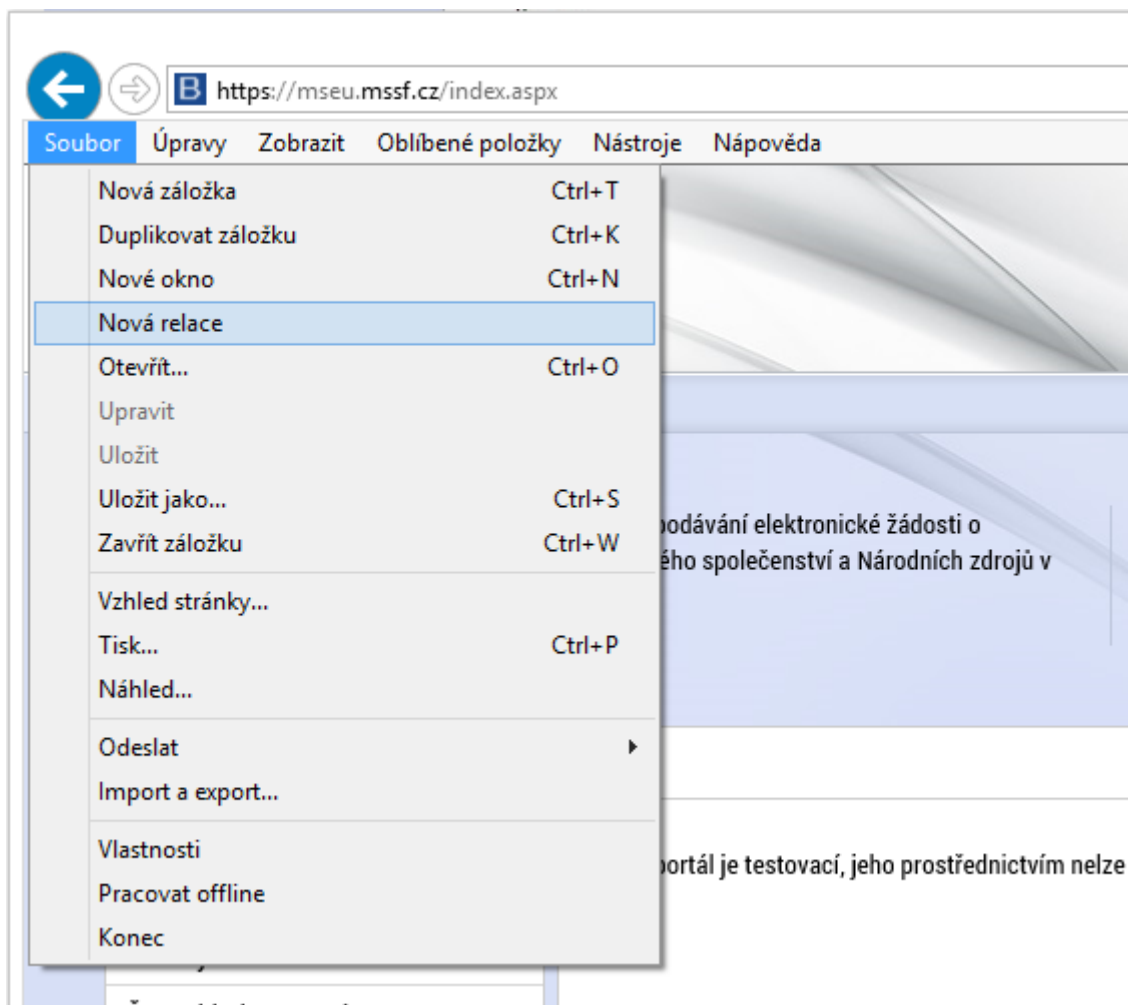 https://mseu.mssf.cz/index.aspx
Soubor Úpravy Zobrazit Oblíbené položky Nástroje Nápověda
Nová záložka Ctrl+T
Duplikovat záložku Ctrl+K
Nové okno Ctrl+N
Nová relace
Otevřít... Ctrl+O
Upravit
Uložit
Uložit jako... Ctrl+S
Zavřít záložku Ctrl+W
Vzhled stránky...
Tisk... Ctrl+P
Náhled...
Odeslat
Import a export...
Vlastnosti
Pracovat offline
Konec
podávání elektronické žádosti o
společenství a Národních zdrojů v
portál je testovací, jeho prostřednictvím nelze